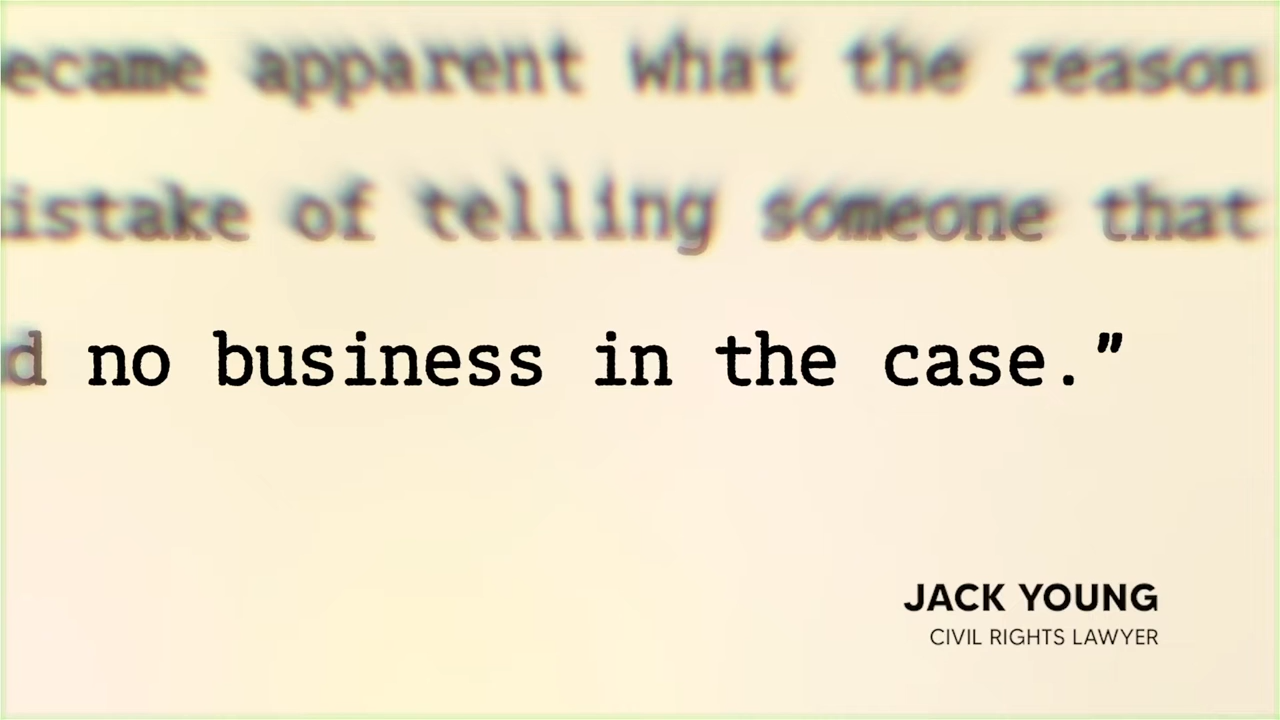 ecame apparent what the reason
istake of telling someone that
d no business in the case.”
JACK YOUNG
CIVIL RIGHTS LAWYER